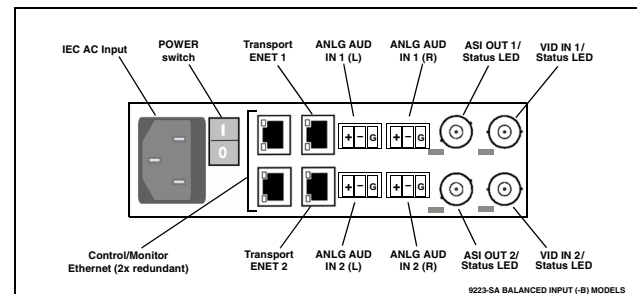 IEC AC Input
POWER
switch
Transport
ENET 1
ANLG AUD
IN 1 (L)
ANLG AUD
IN 1 (R)
ASI OUT 1/
Status LED
VID IN 1/
Status LED
I
0
+ − G
+ − G
+ − G
+ − G
Control/Monitor
Ethernet (2x redundant)
Transport
ENET 2
ANLG AUD
IN 2 (L)
ANLG AUD
IN 2 (R)
ASI OUT 2/
Status LED
VID IN 2/
Status LED
9223-SA BALANCED INPUT (-B) MODELS